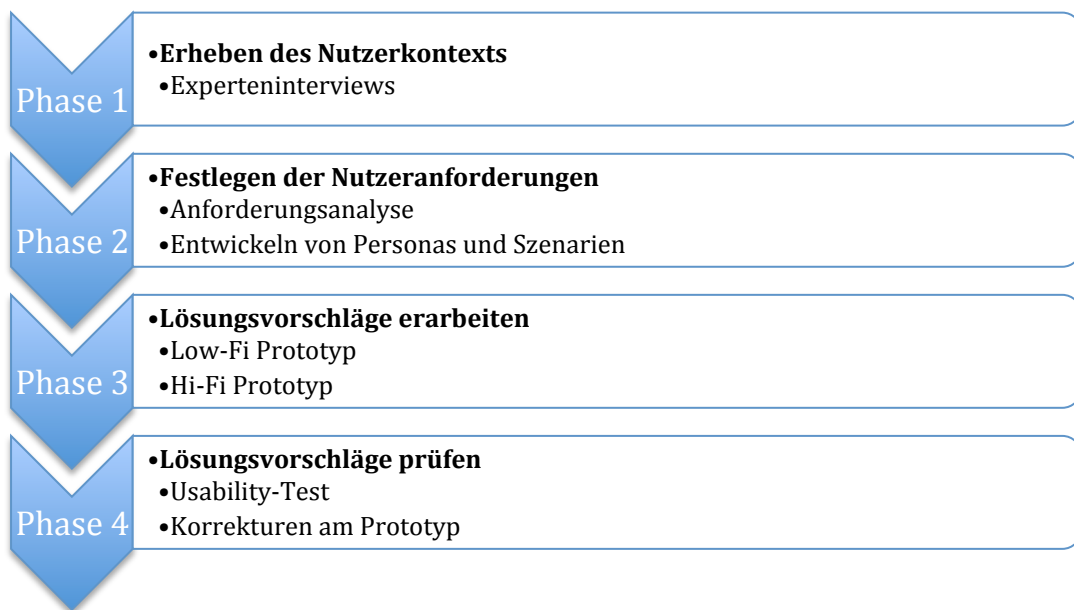 Phase 1
•Erheben des Nutzerkontexts
•Experteninterviews
Phase 2
•Festlegen der Nutzeranforderungen
•Anforderungsanalyse
•Entwickeln von Personas und Szenarien
Phase 3
•Lösungsvorschläge erarbeiten
•Low-Fi Prototyp
•Hi-Fi Prototyp
Phase 4
•Lösungsvorschläge prüfen
•Usability-Test
•Korrekturen am Prototyp